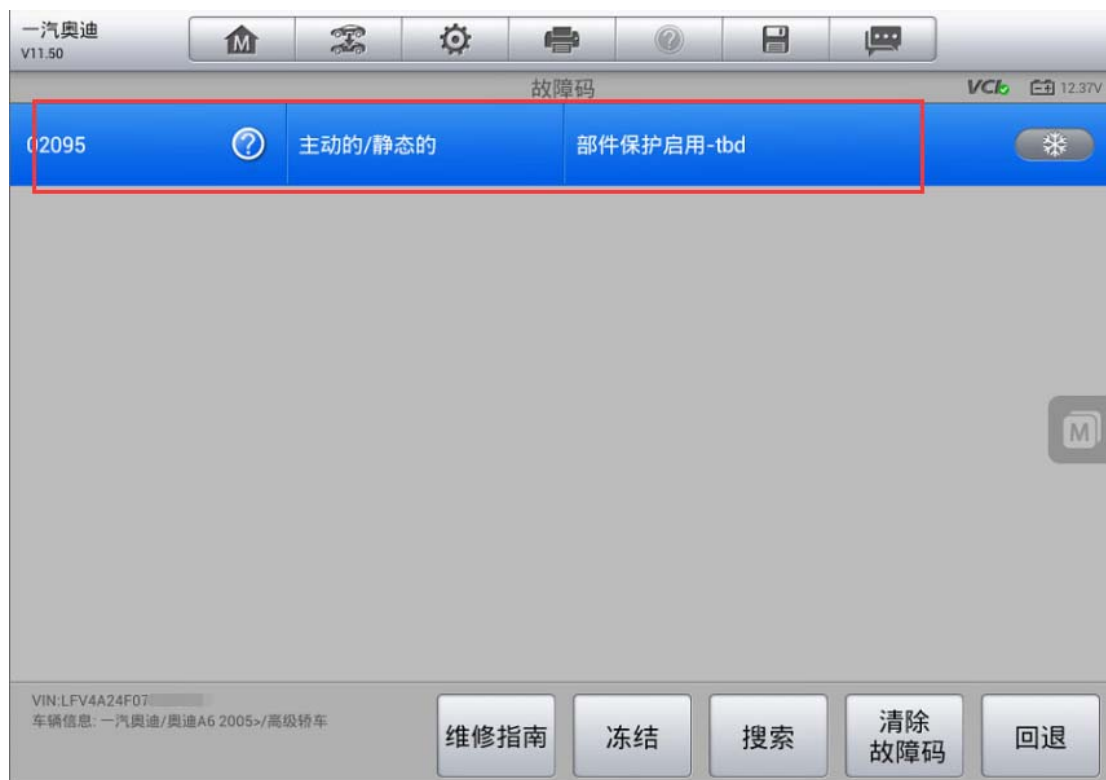 一汽奥迪
V11.50
M
故障码
VCI
12.37V
02095
主动的/静态的
部件保护启用-tbd
M
VIN:LFV4A24F07
车辆信息: 一汽奥迪/奥迪A6 2005>/高级轿车
维修指南
冻结
搜索
清除
故障码
回退